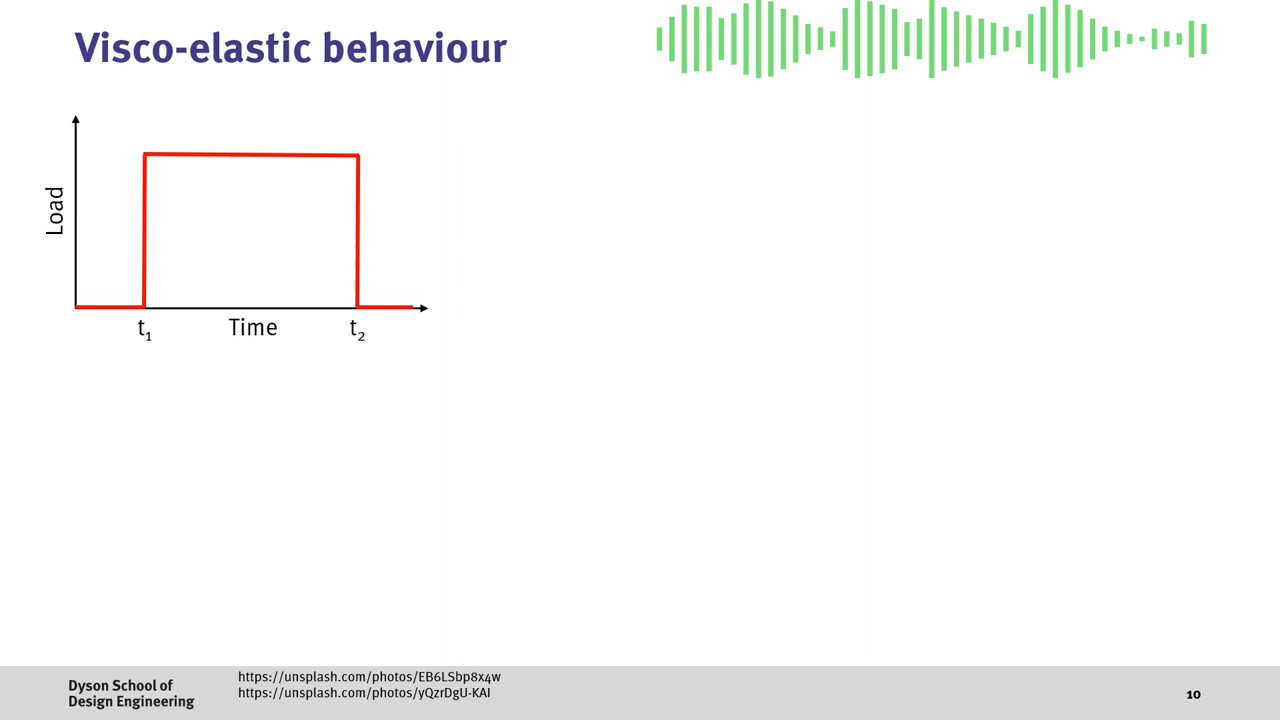 Visco-elastic behaviour
Load
t₁ Time t₂
Dyson School of
Design Engineering
https://unsplash.com/photos/EB6LSbp8x4w
https://unsplash.com/photos/yQzrDgU-KAI
10